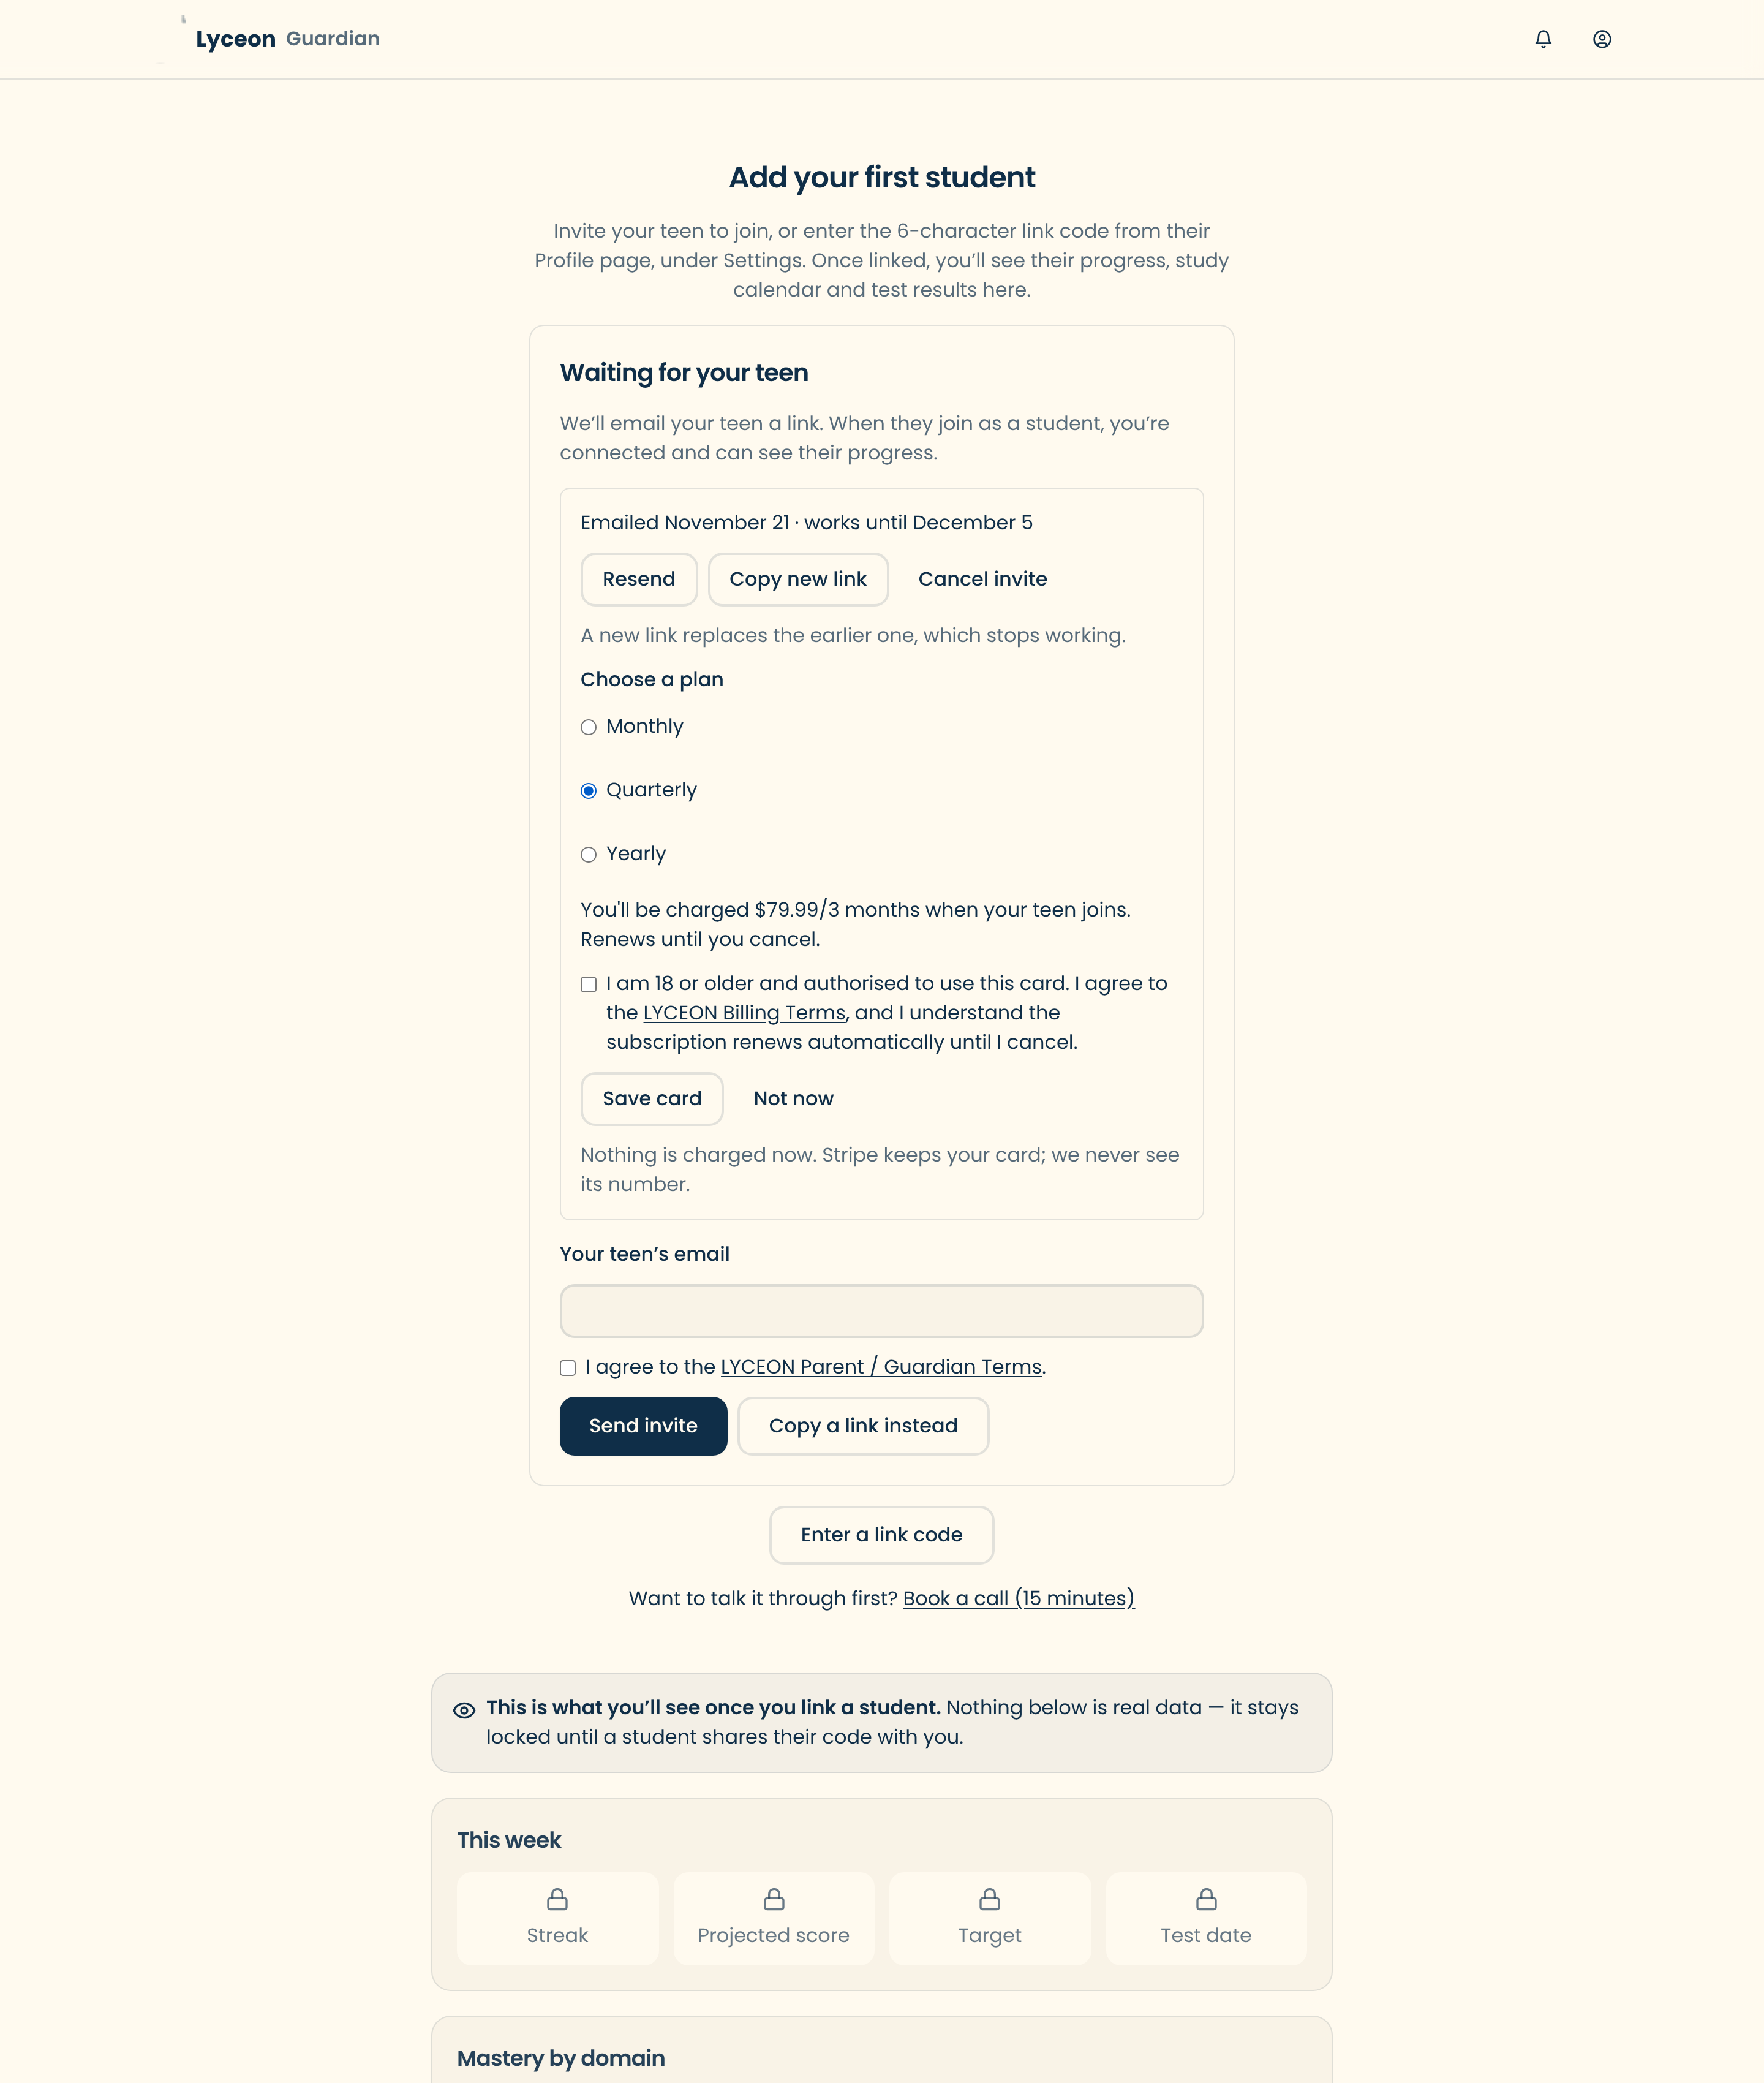 Lyceon Guardian
Add your first student
Invite your teen to join, or enter the 6-character link code from their
Profile page, under Settings. Once linked, you’ll see their progress, study
calendar and test results here.
Waiting for your teen
We’ll email your teen a link. When they join as a student, you’re
connected and can see their progress.
Emailed November 21 · works until December 5
Resend
Copy new link
Cancel invite
A new link replaces the earlier one, which stops working.
Choose a plan
Monthly
Quarterly
Yearly
You'll be charged $79.99/3 months when your teen joins.
Renews until you cancel.
I am 18 or older and authorised to use this card. I agree to
the LYCEON Billing Terms, and I understand the
subscription renews automatically until I cancel.
Save card
Not now
Nothing is charged now. Stripe keeps your card; we never see
its number.
Your teen’s email
I agree to the LYCEON Parent / Guardian Terms.
Send invite
Copy a link instead
Enter a link code
Want to talk it through first? Book a call (15 minutes)
This is what you’ll see once you link a student. Nothing below is real data — it stays
locked until a student shares their code with you.
This week
Streak
Projected score
Target
Test date
Mastery by domain